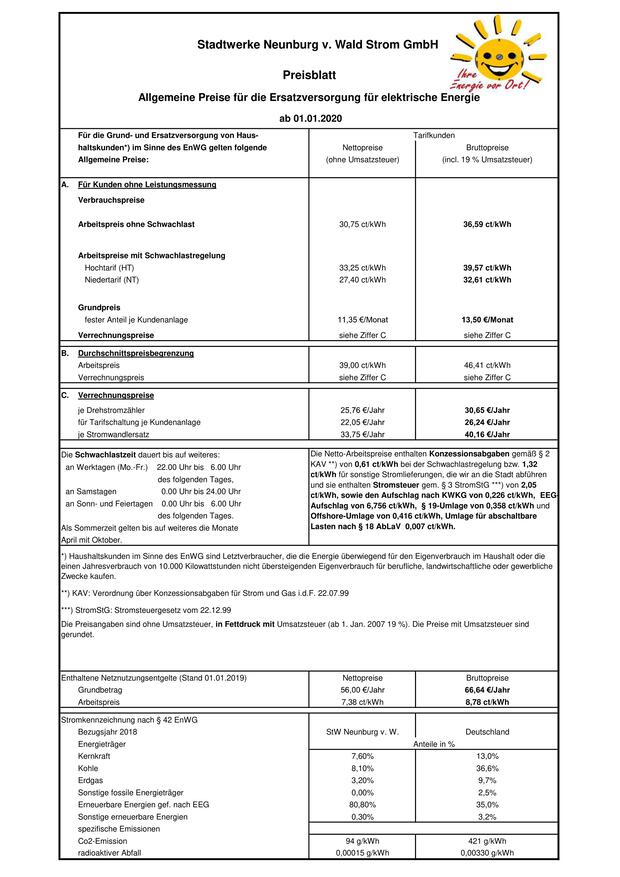 Stadtwerke Neunburg v. Wald Strom GmbH
Ihre
Energie vor Ort!
Preisblatt
Allgemeine Preise für die Ersatzversorgung für elektrische Energie
ab 01.01.2020
Für die Grund- und Ersatzversorgung von Haus- Tarifkunden
haltskunden*) im Sinne des EnWG gelten folgende Nettopreise Bruttopreise
Allgemeine Preise: (ohne Umsatzsteuer) (incl. 19 % Umsatzsteuer)
A. Für Kunden ohne Leistungsmessung
Verbrauchspreise
Arbeitspreis ohne Schwachlast 30,75 ct/kWh 36,59 ct/kWh
Arbeitspreise mit Schwachlastregelung
Hochtarif (HT) 33,25 ct/kWh 39,57 ct/kWh
Niedertarif (NT) 27,40 ct/kWh 32,61 ct/kWh
Grundpreis
fester Anteil je Kundenanlage 11,35 €/Monat 13,50 €/Monat
Verrechnungspreise siehe Ziffer C siehe Ziffer C
B. Durchschnittspreisbegrenzung
Arbeitspreis 39,00 ct/kWh 46,41 ct/kWh
Verrechnungspreis siehe Ziffer C siehe Ziffer C
C. Verrechnungspreise
je Drehstromzähler 25,76 €/Jahr 30,65 €/Jahr
für Tarifschaltung je Kundenanlage 22,05 €/Jahr 26,24 €/Jahr
je Stromwandlersatz 33,75 €/Jahr 40,16 €/Jahr
Die Schwachlastzeit dauert bis auf weiteres:
an Werktagen (Mo.-Fr.) 22.00 Uhr bis 6.00 Uhr
des folgenden Tages,
an Samstagen 0.00 Uhr bis 24.00 Uhr
an Sonn- und Feiertagen 0.00 Uhr bis 6.00 Uhr
des folgenden Tages.
Als Sommerzeit gelten bis auf weiteres die Monate
April mit Oktober.
Die Netto-Arbeitspreise enthalten Konzessionsabgaben gemäß § 2
KAV **) von 0,61 ct/kWh bei der Schwachlastregelung bzw. 1,32
ct/kWh für sonstige Stromlieferungen, die wir an die Stadt abführen
und sie enthalten Stromsteuer gem. § 3 StromStG ***) von 2,05
ct/kWh, sowie den Aufschlag nach KWKG von 0,226 ct/kWh, EEG-
Aufschlag von 6,756 ct/kWh, § 19-Umlage von 0,358 ct/kWh und
Offshore-Umlage von 0,416 ct/kWh, Umlage für abschaltbare
Lasten nach § 18 AbLaV 0,007 ct/kWh.
*) Haushaltskunden im Sinne des EnWG sind Letztverbraucher, die die Energie überwiegend für den Eigenverbrauch im Haushalt oder die
einen Jahresverbrauch von 10.000 Kilowattstunden nicht übersteigenden Eigenverbrauch für berufliche, landwirtschaftliche oder gewerbliche
Zwecke kaufen.
**) KAV: Verordnung über Konzessionsabgaben für Strom und Gas i.d.F. 22.07.99
***) StromStG: Stromsteuergesetz vom 22.12.99
Die Preisangaben sind ohne Umsatzsteuer, in Fettdruck mit Umsatzsteuer (ab 1. Jan. 2007 19 %). Die Preise mit Umsatzsteuer sind
gerundet.
Enthaltene Netznutzungsentgelte (Stand 01.01.2019) Nettopreise Bruttopreise
Grundbetrag 56,00 €/Jahr 66,64 €/Jahr
Arbeitspreis 7,38 ct/kWh 8,78 ct/kWh
Stromkennzeichnung nach § 42 EnWG
Bezugsjahr 2018 StW Neunburg v. W. Deutschland
Energieträger Anteile in %
Kernkraft 7,60% 13,0%
Kohle 8,10% 36,6%
Erdgas 3,20% 9,7%
Sonstige fossile Energieträger 0,00% 2,5%
Erneuerbare Energien gef. nach EEG 80,80% 35,0%
Sonstige erneuerbare Energien 0,30% 3,2%
spezifische Emissionen
Co2-Emission 94 g/kWh 421 g/kWh
radioaktiver Abfall 0,00015 g/kWh 0,00330 g/kWh